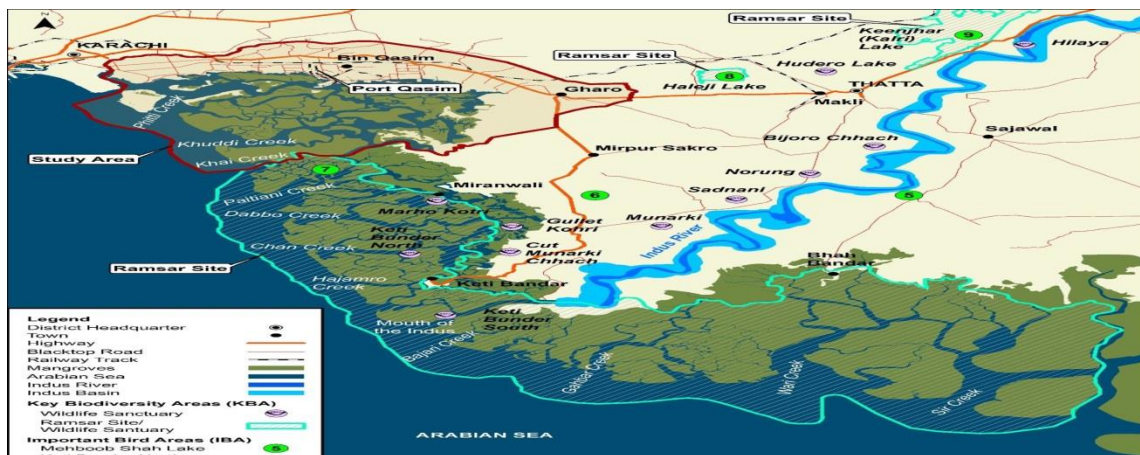 Ramsar Site
Keenjhar
(Kalri)
Lake
9
Hilaya
KARACHI
Bin Qasim
Ramsar Site
Hudero Lake
8
Haleji Lake
THATTA
Makli
Port Qasim
Gharo
Phitti Creek
Khuddi Creek
Study Area
Khai Creek
Bijoro Chhach
Sajawal
Mirpur Sakro
7
Miranwali
6
Norung
Sadnani
5
Paitiani Creek
Marho Kotri
Dabbo Creek
Keti
Bunder
North
Gullet
Kohri
Munarki
Indus River
Chan Creek
Cut
Munarki
Chhach
Ramsar Site
Hajamro
Creek
Keti Bandar
Bhah
Bandar
Keti
Bunder
South
Mouth of
the Indus
Bajari Creek
Gahbar Creek
Wari Creek
Sir Creek
ARABIAN SEA
Legend
District Headquarter
Town
Highway
Blacktop Road
Railway Track
Mangroves
Arabian Sea
Indus River
Indus Basin
Key Biodiversity Areas (KBA)
Wildlife Sanctuary
Ramsar Site/
Wildlife Santuary
Important Bird Areas (IBA)
Mehboob Shah Lake
5